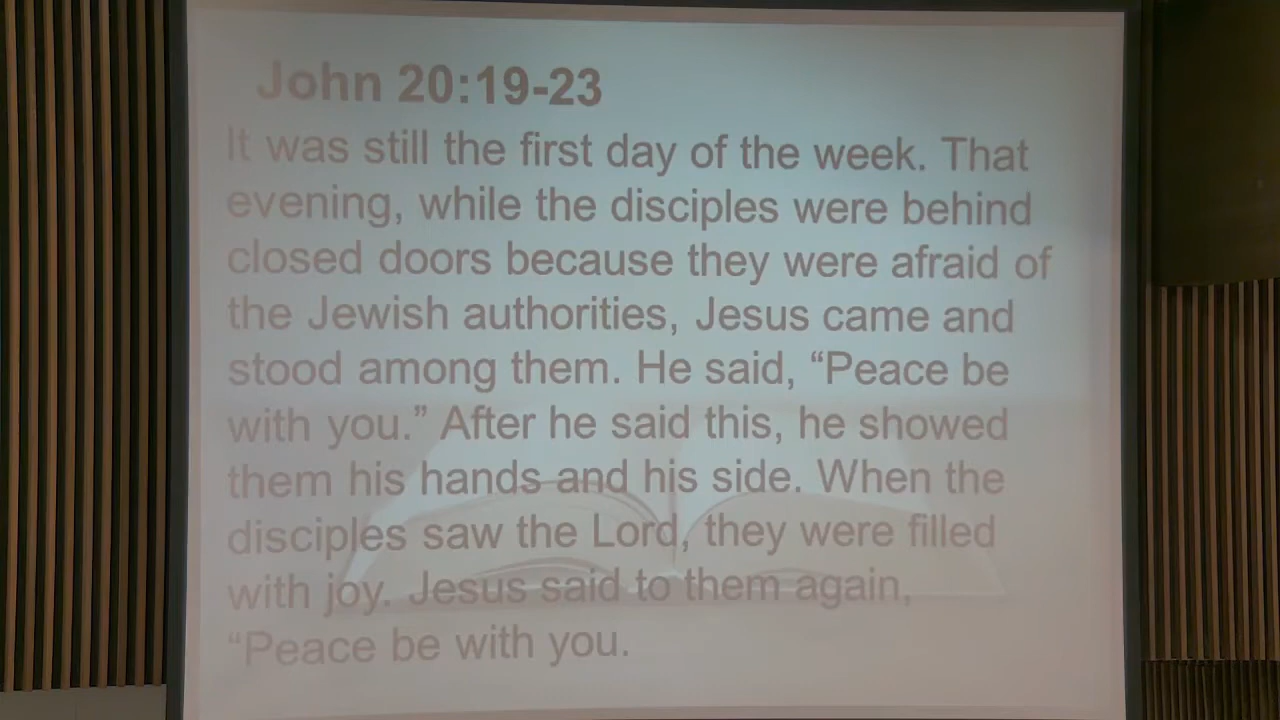 John 20:19-23
It was still the first day of the week. That
evening, while the disciples were behind
closed doors because they were afraid of
the Jewish authorities, Jesus came and
stood among them. He said, “Peace be
with you.” After he said this, he showed
them his hands and his side. When the
disciples saw the Lord, they were filled
with joy. Jesus said to them again,
“Peace be with you.